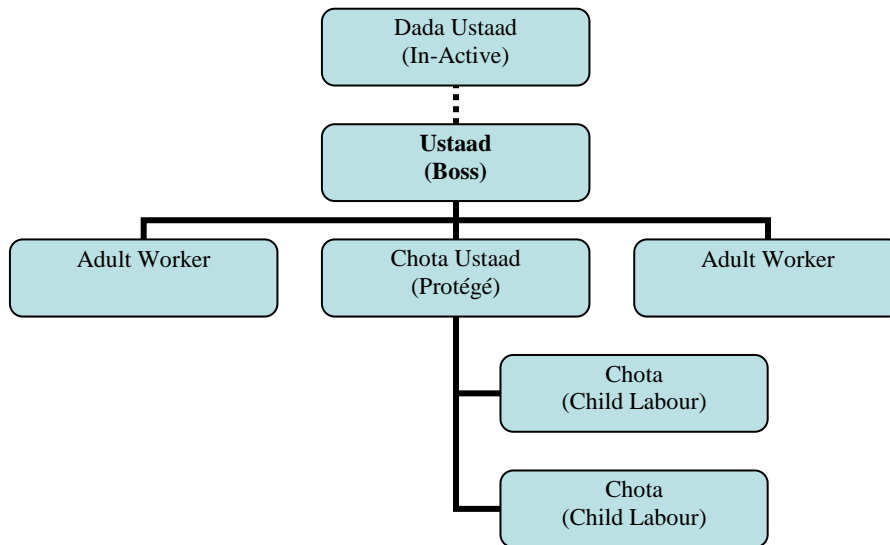 Dada Ustaad
(In-Active)
Ustaad
(Boss)
Adult Worker
Chota Ustaad
(Protégé)
Adult Worker
Chota
(Child Labour)
Chota
(Child Labour)